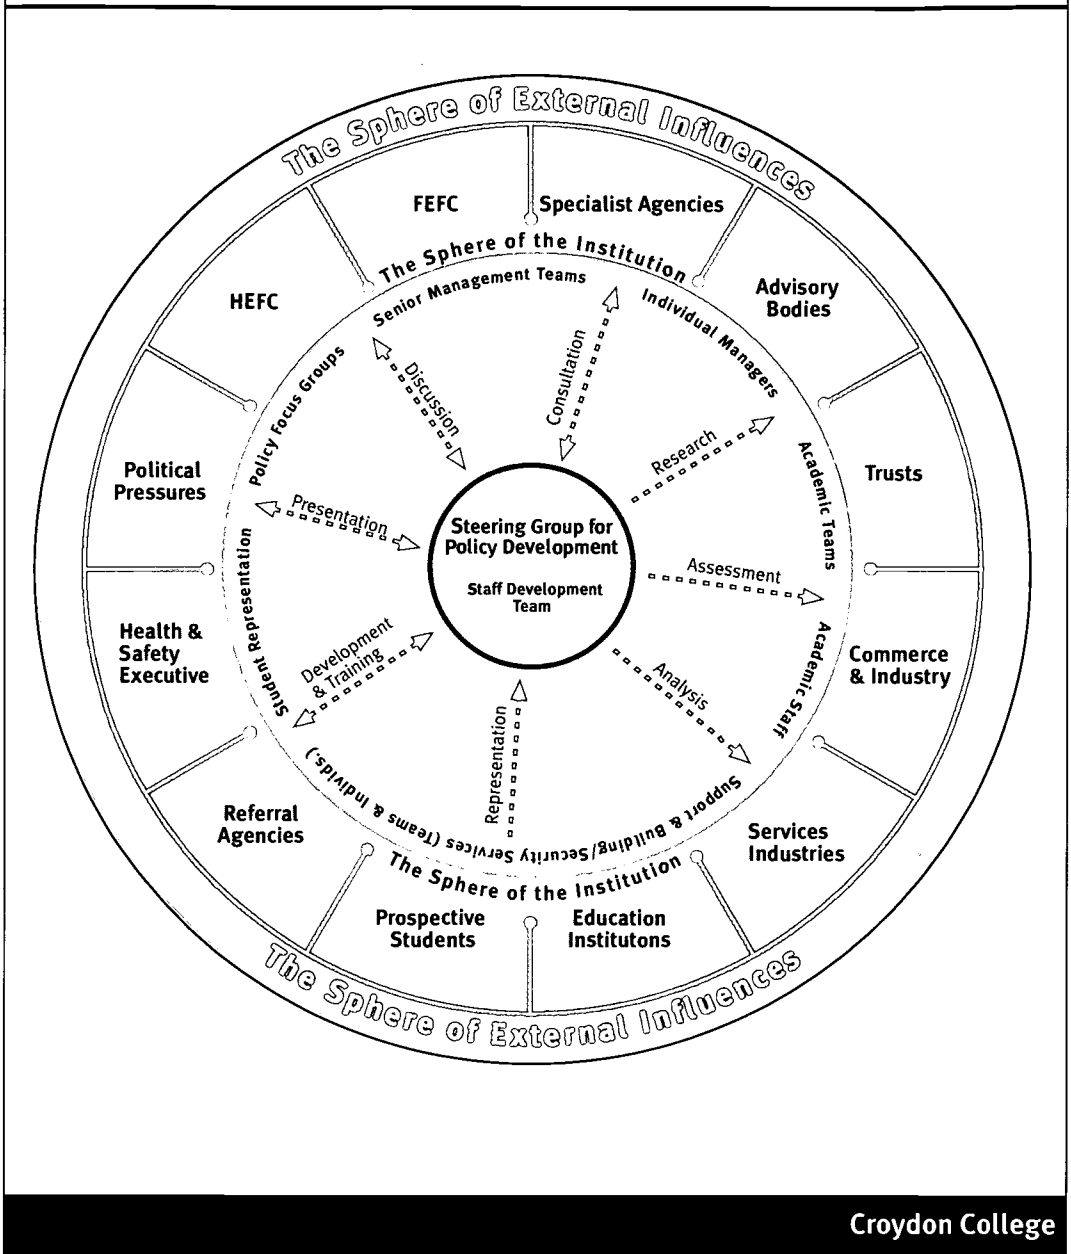 The Sphere of External Influences
FEFC
Specialist Agencies
HEFC
Advisory
Bodies
Political
Pressures
Trusts
Health &
Safety
Executive
Commerce
& Industry
Referral
Agencies
Services
Industries
Prospective
Students
Education
Institutons
The Sphere of the Institution
Senior Management Teams
Individual Managers
Policy Focus Groups
Academic Teams
Student Representation
Academic Staff
Support & Building/Security Services (Teams & Individs.)
Discussion
Consultation
Research
Presentation
Assessment
Development
& Training
Analysis
Representation
Steering Group for
Policy Development
Staff Development
Team
The Sphere of the Institution
The Sphere of External Influences
Croydon College